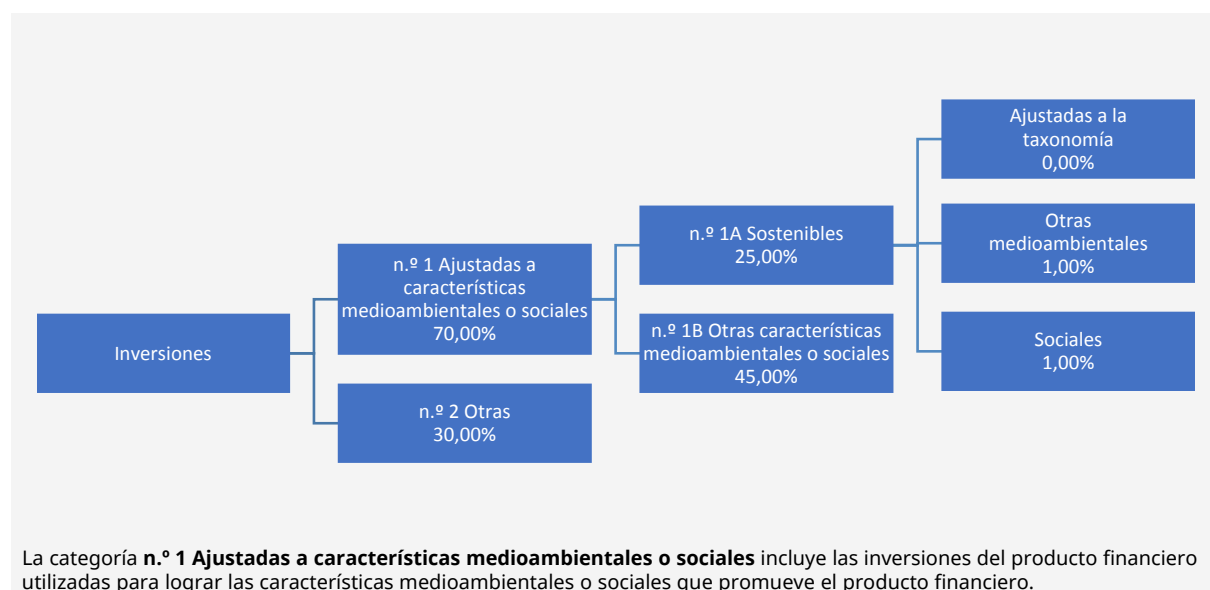 Inversiones
n.º 1 Ajustadas a
características
medioambientales o sociales
70,00%
n.º 2 Otras
30,00%
n.º 1A Sostenibles
25,00%
n.º 1B Otras características
medioambientales o sociales
45,00%
Ajustadas a la
taxonomía
0,00%
Otras
medioambientales
1,00%
Sociales
1,00%
La categoría n.º 1 Ajustadas a características medioambientales o sociales incluye las inversiones del producto financiero
utilizadas para lograr las características medioambientales o sociales que promueve el producto financiero.